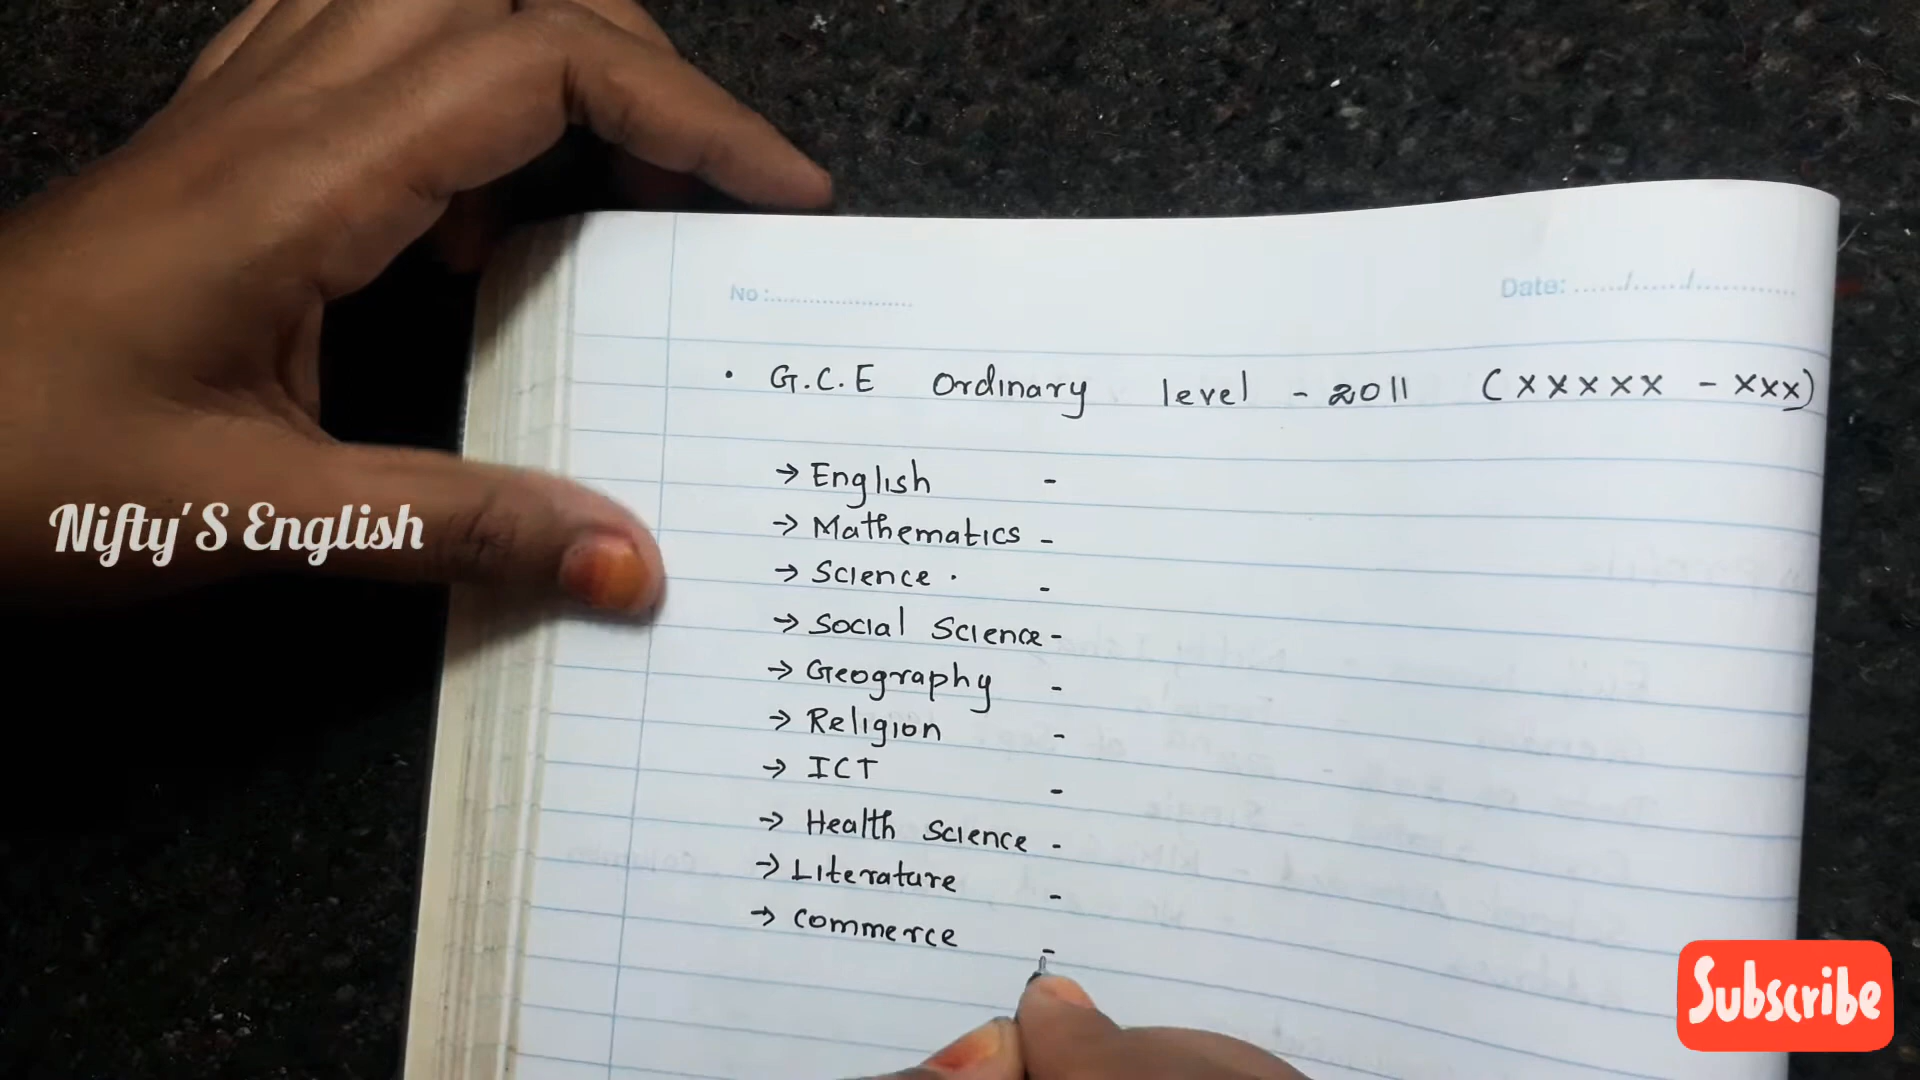 No :......................
Date: ....../....../............
• G.C.E Ordinary level - 2011 (XXXXX - XXX)
→ English -
→ Mathematics -
→ Science . -
→ Social Science -
→ Geography -
→ Religion -
→ ICT -
→ Health Science -
→ Literature -
→ Commerce -
Nifty'S English
Subscribe